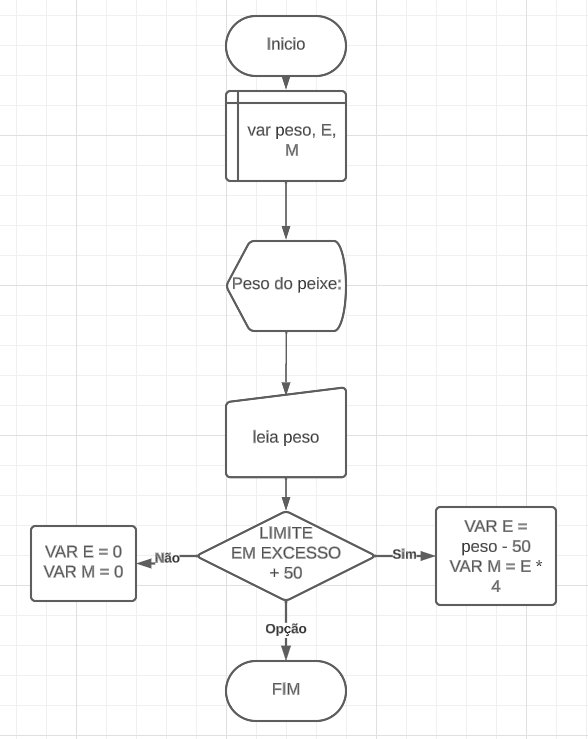 Inicio
var peso, E,
M
Peso do peixe:
leia peso
LIMITE
EM EXCESSO
+ 50
Não
VAR E = 0
VAR M = 0
Sim
VAR E =
peso - 50
VAR M = E *
4
Opção
FIM